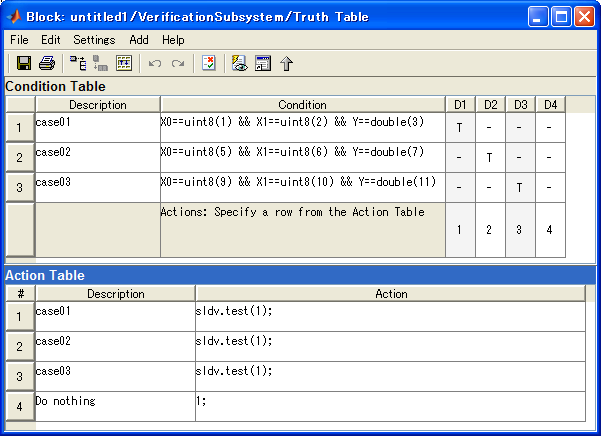 Block: untitled1/VerificationSubsystem/Truth Table
File Edit Settings Add Help
Condition Table
Description Condition D1 D2 D3 D4
1 case01 X0==uint8(1) && X1==uint8(2) && Y==double(3) T - - -
2 case02 X0==uint8(5) && X1==uint8(6) && Y==double(7) - T - -
3 case03 X0==uint8(9) && X1==uint8(10) && Y==double(11) - - T -
Actions: Specify a row from the Action Table 1 2 3 4
Action Table
# Description Action
1 case01 sldv.test(1);
2 case02 sldv.test(1);
3 case03 sldv.test(1);
4 Do nothing 1;